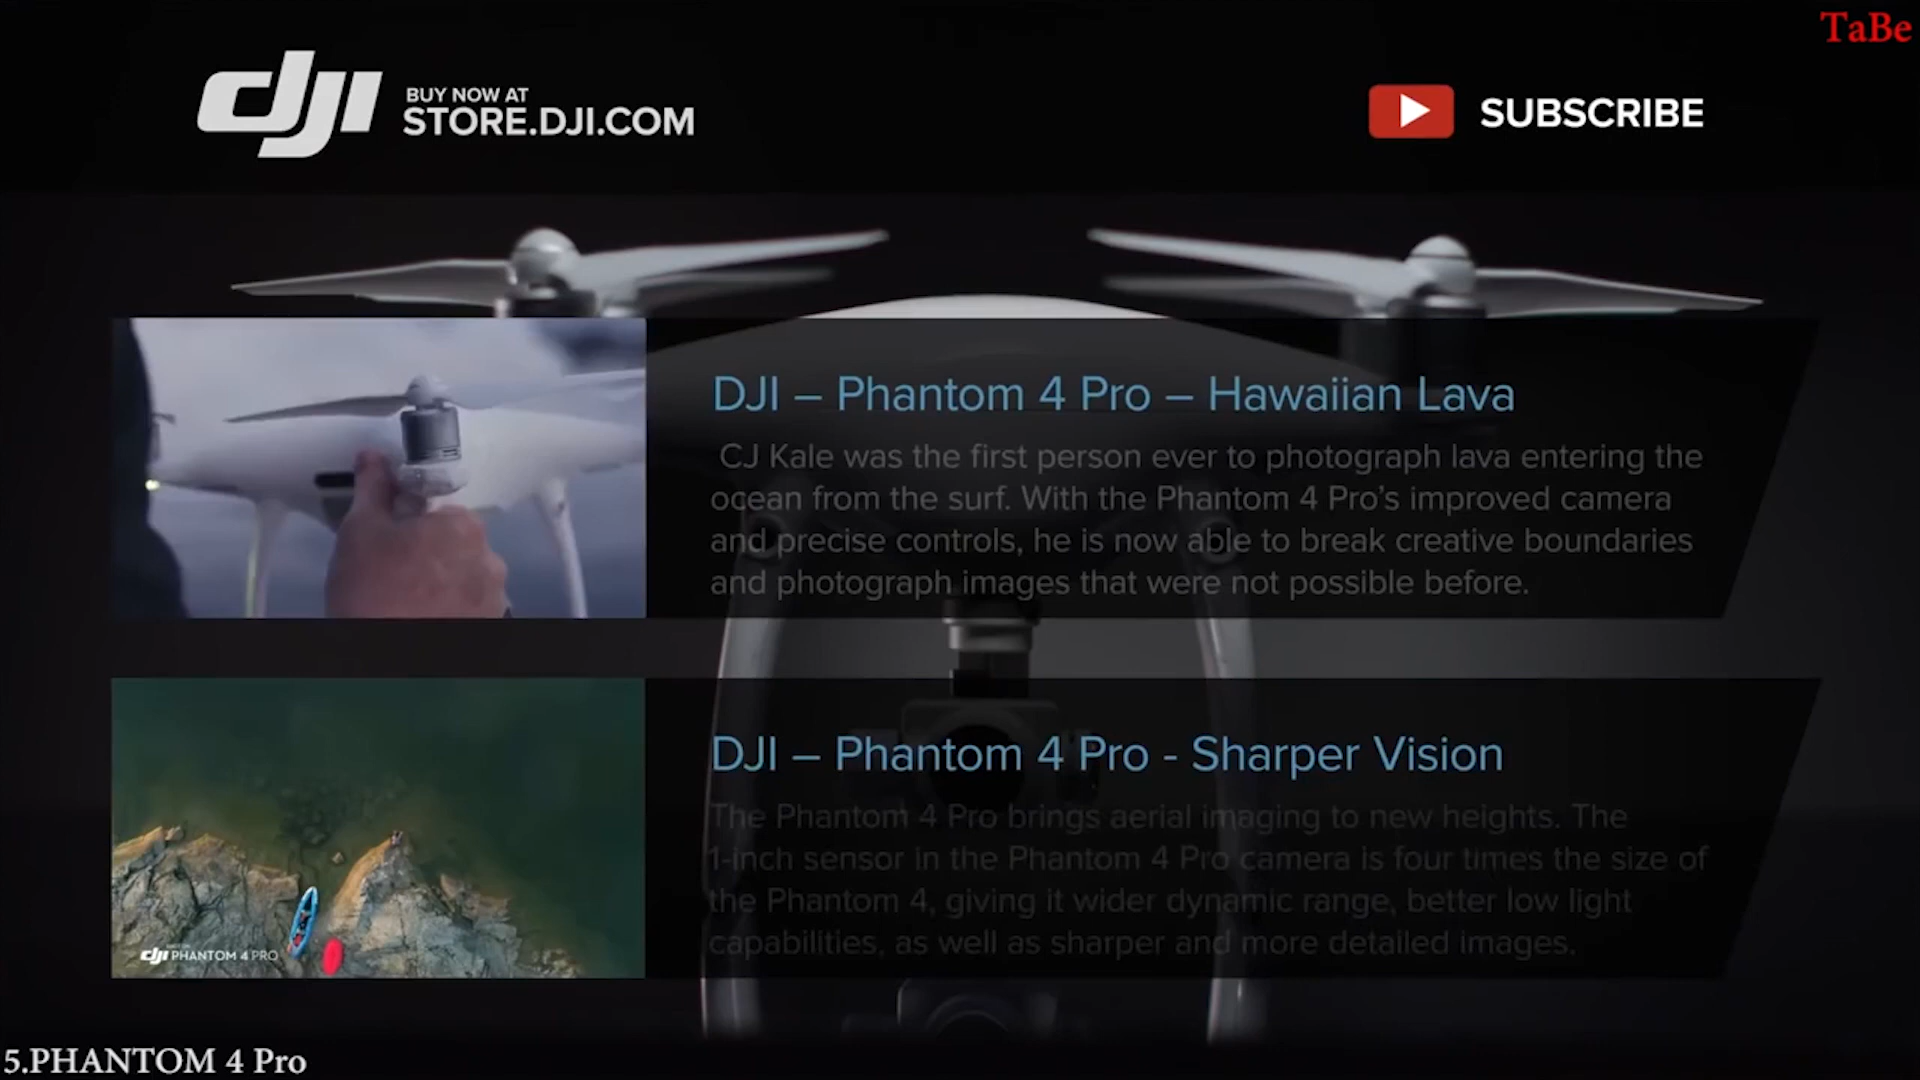 TaBe
dji
BUY NOW AT
STORE.DJI.COM
SUBSCRIBE
DJI – Phantom 4 Pro – Hawaiian Lava
CJ Kale was the first person ever to photograph lava entering the
ocean from the surf. With the Phantom 4 Pro’s improved camera
and precise controls, he is now able to break creative boundaries
and photograph images that were not possible before.
DJI – Phantom 4 Pro - Sharper Vision
The Phantom 4 Pro brings aerial imaging to new heights. The
1-inch sensor in the Phantom 4 Pro camera is four times the size of
the Phantom 4, giving it wider dynamic range, better low light
capabilities, as well as sharper and more detailed images.
dji PHANTOM 4 PRO
5.PHANTOM 4 Pro